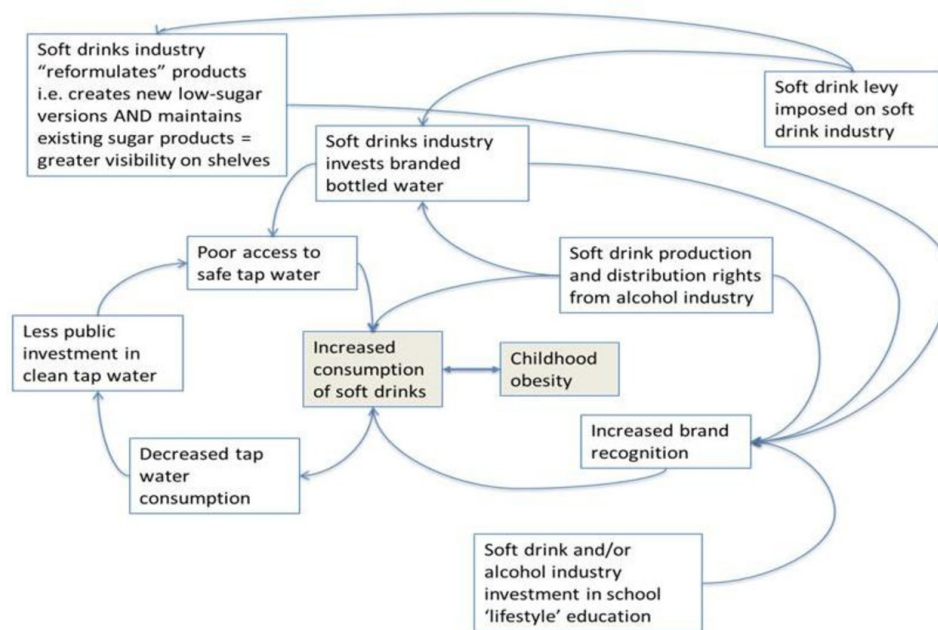 Soft drinks industry
“reformulates” products
i.e. creates new low-sugar
versions AND maintains
existing sugar products =
greater visibility on shelves
Soft drink levy
imposed on soft
drink industry
Soft drinks industry
invests branded
bottled water
Poor access to
safe tap water
Soft drink production
and distribution rights
from alcohol industry
Less public
investment in
clean tap water
Increased
consumption
of soft drinks
Childhood
obesity
Decreased tap
water
consumption
Increased brand
recognition
Soft drink and/or
alcohol industry
investment in school
‘lifestyle’ education